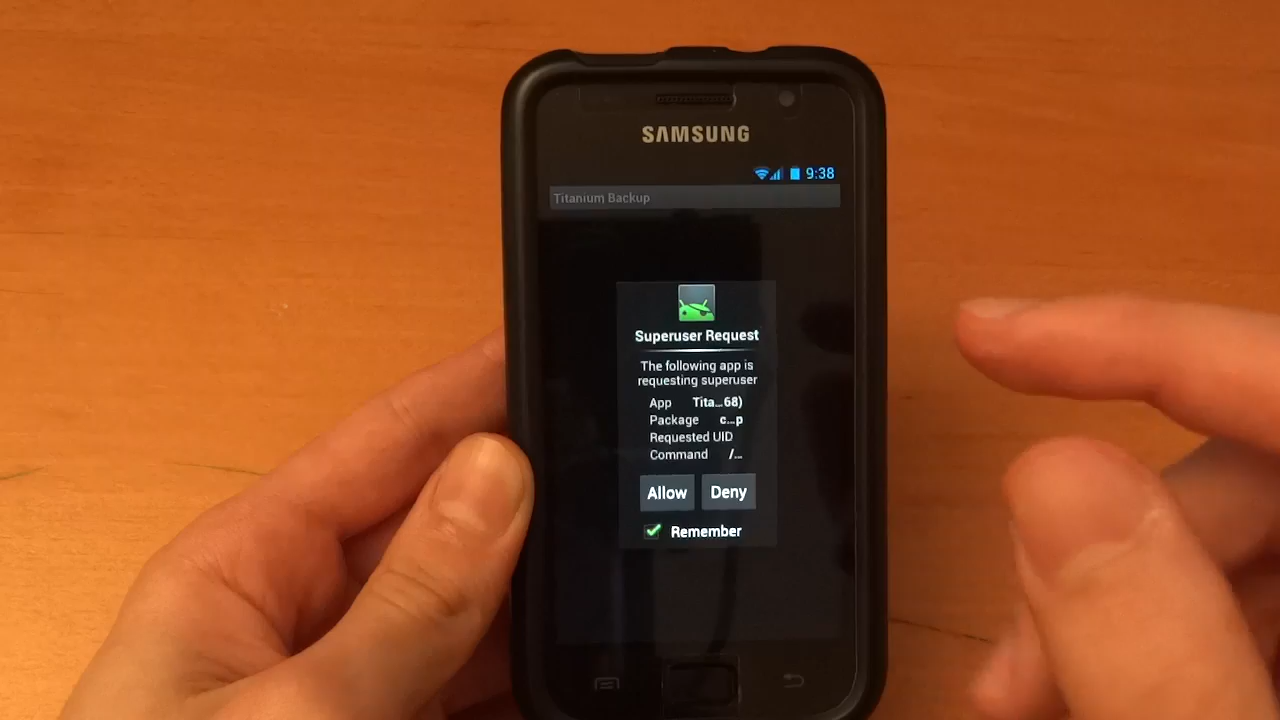 SAMSUNG
9:38
Titanium Backup
Superuser Request
The following app is
requesting superuser
App Tita...68)
Package c...p
Requested UID
Command /...
Allow Deny
Remember